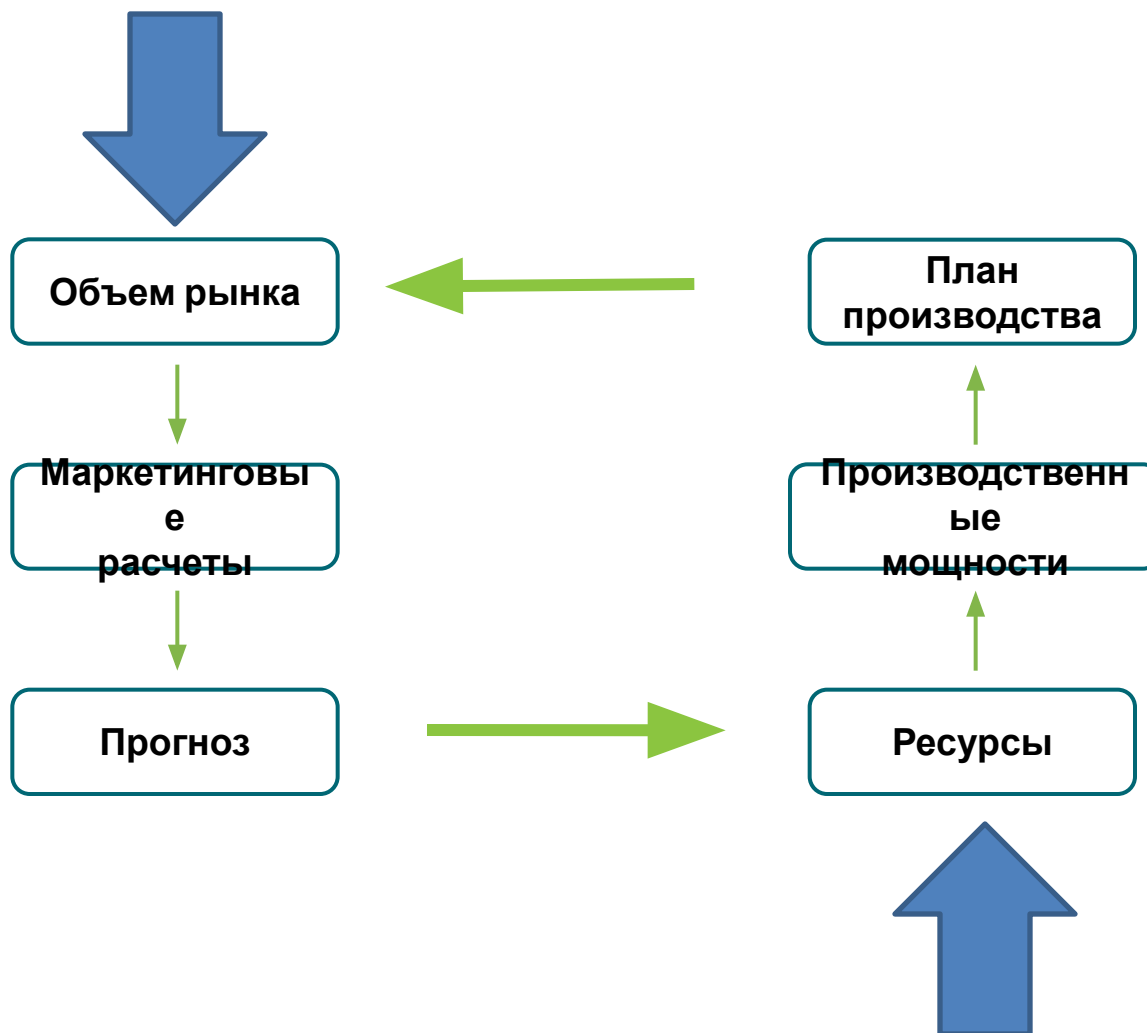 Объем рынка
План
производства
Маркетинговы
е
расчеты
Производственн
ые
мощности
Прогноз
Ресурсы